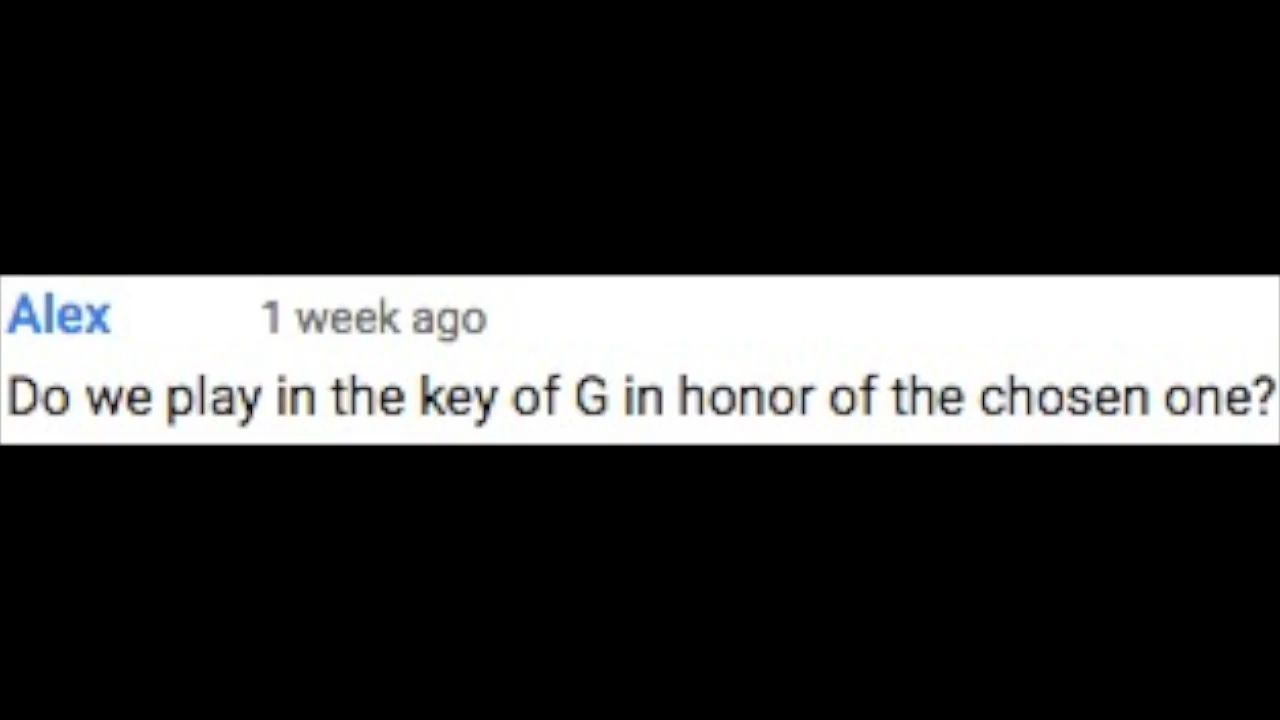 Alex 1 week ago
Do we play in the key of G in honor of the chosen one?